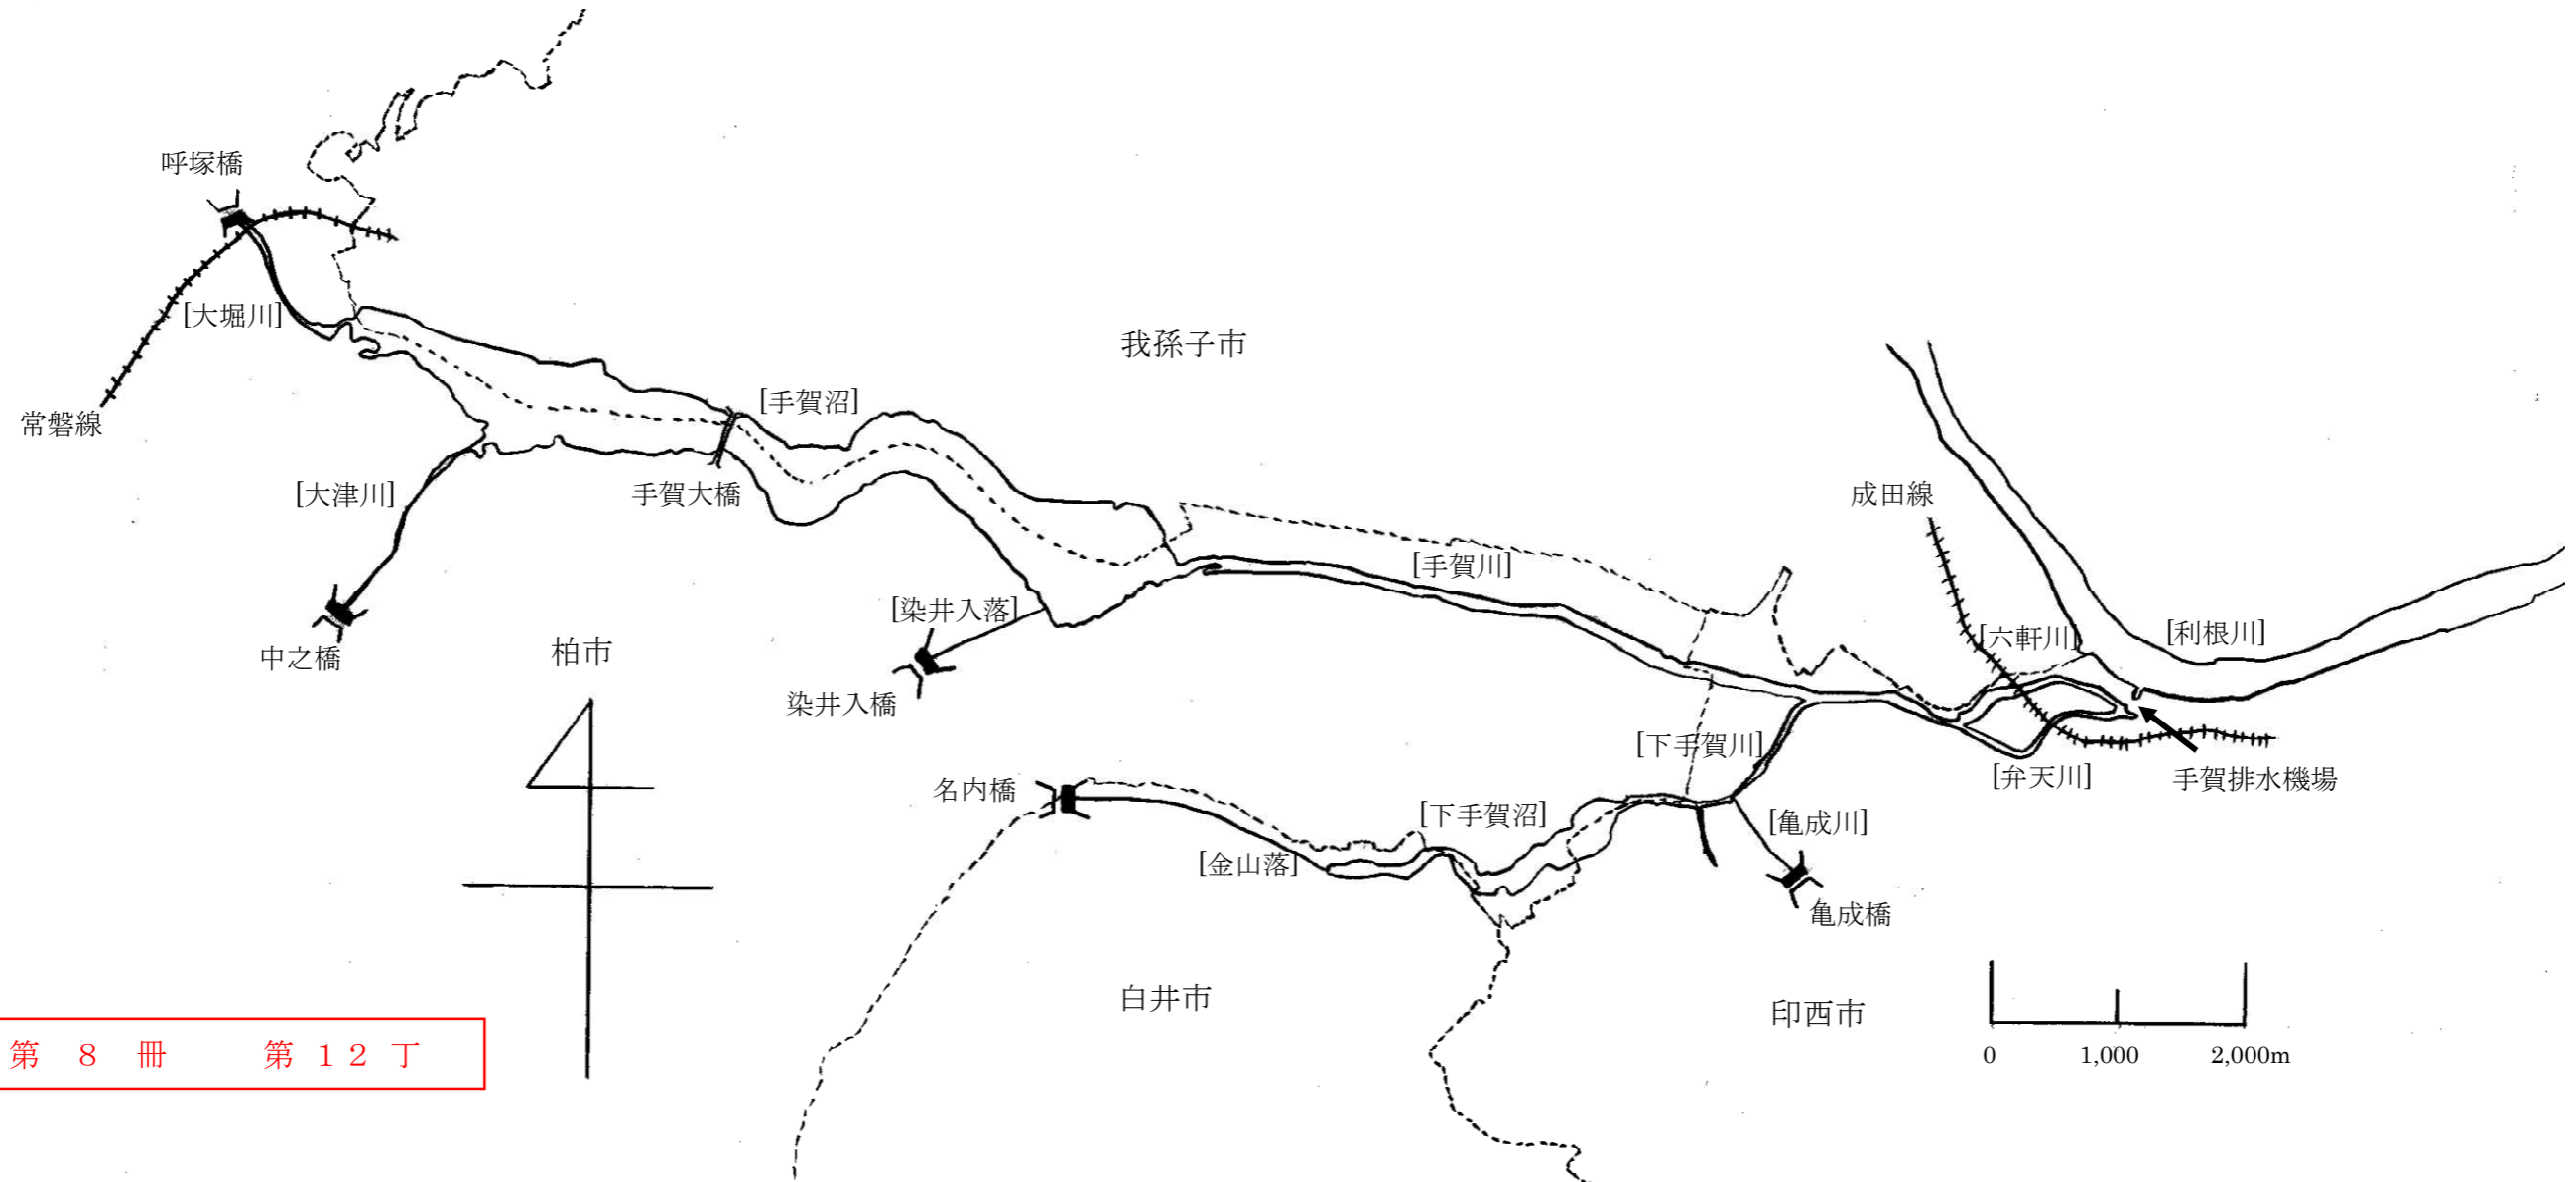 呼塚橋
[大堀川]
我孫子市
常磐線
[手賀沼]
[大津川]
手賀大橋
成田線
[手賀川]
[染井入落]
[六軒川]
[利根川]
中之橋
柏市
染井入橋
[下手賀川]
[弁天川]
手賀排水機場
名内橋
[下手賀沼]
[亀成川]
[金山落]
亀成橋
白井市
印西市
第 8 冊 第 12 丁
0 1,000 2,000m